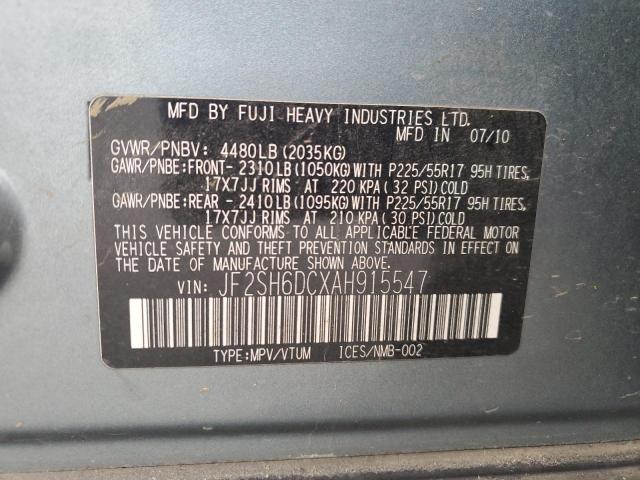 MFD BY FUJI HEAVY INDUSTRIES LTD.
MFD IN 07/10
GVWR/PNBV: 4480LB (2035KG)
GAWR/PNBE:FRONT- 2310LB (1050KG) WITH P225/55R17 95H TIRES,
17X7JJ RIMS AT 220 KPA (32 PSI) COLD
GAWR/PNBE:REAR - 2410LB (1095KG) WITH P225/55R17 95H TIRES,
17X7JJ RIMS AT 210 KPA (30 PSI) COLD
THIS VEHICLE CONFORMS TO ALL APPLICABLE FEDERAL MOTOR
VEHICLE SAFETY AND THEFT PREVENTION STANDARDS IN EFFECT ON
THE DATE OF MANUFACTURE SHOWN ABOVE.
VIN: JF2SH6DCXAH915547
TYPE:MPV/VTUM ICES/NMB-002